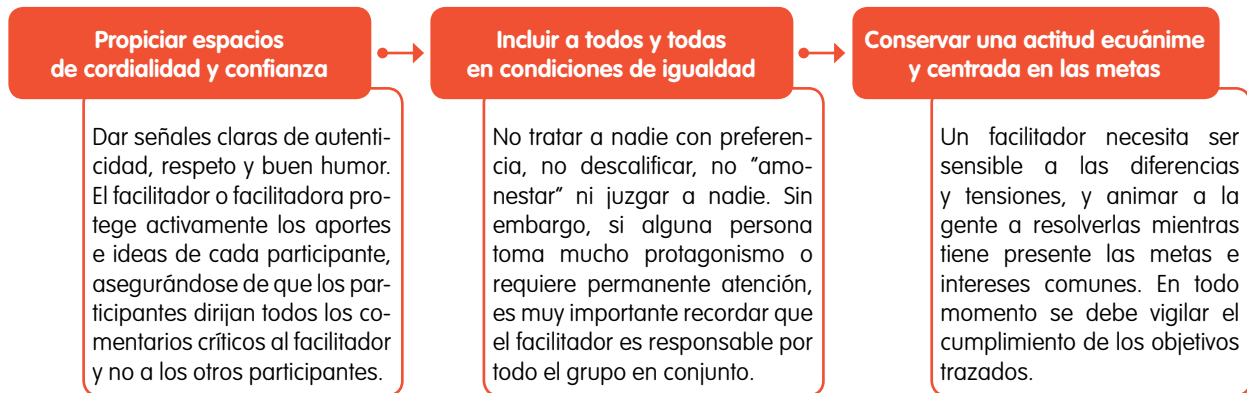 Propiciar espacios
de cordialidad y confianza
Dar señales claras de autenti-
cidad, respeto y buen humor.
El facilitador o facilitadora pro-
tege activamente los aportes
e ideas de cada participante,
asegurándose de que los par-
ticipantes dirijan todos los co-
mentarios críticos al facilitador
y no a los otros participantes.
Incluir a todos y todas
en condiciones de igualdad
No tratar a nadie con preferen-
cia, no descalificar, no “amo-
nestar” ni juzgar a nadie. Sin
embargo, si alguna persona
toma mucho protagonismo o
requiere permanente atención,
es muy importante recordar que
el facilitador es responsable por
todo el grupo en conjunto.
Conservar una actitud ecuánime
y centrada en las metas
Un facilitador necesita ser
sensible a las diferencias
y tensiones, y animar a la
gente a resolverlas mientras
tiene presente las metas e
intereses comunes. En todo
momento se debe vigilar el
cumplimiento de los objetivos
trazados.